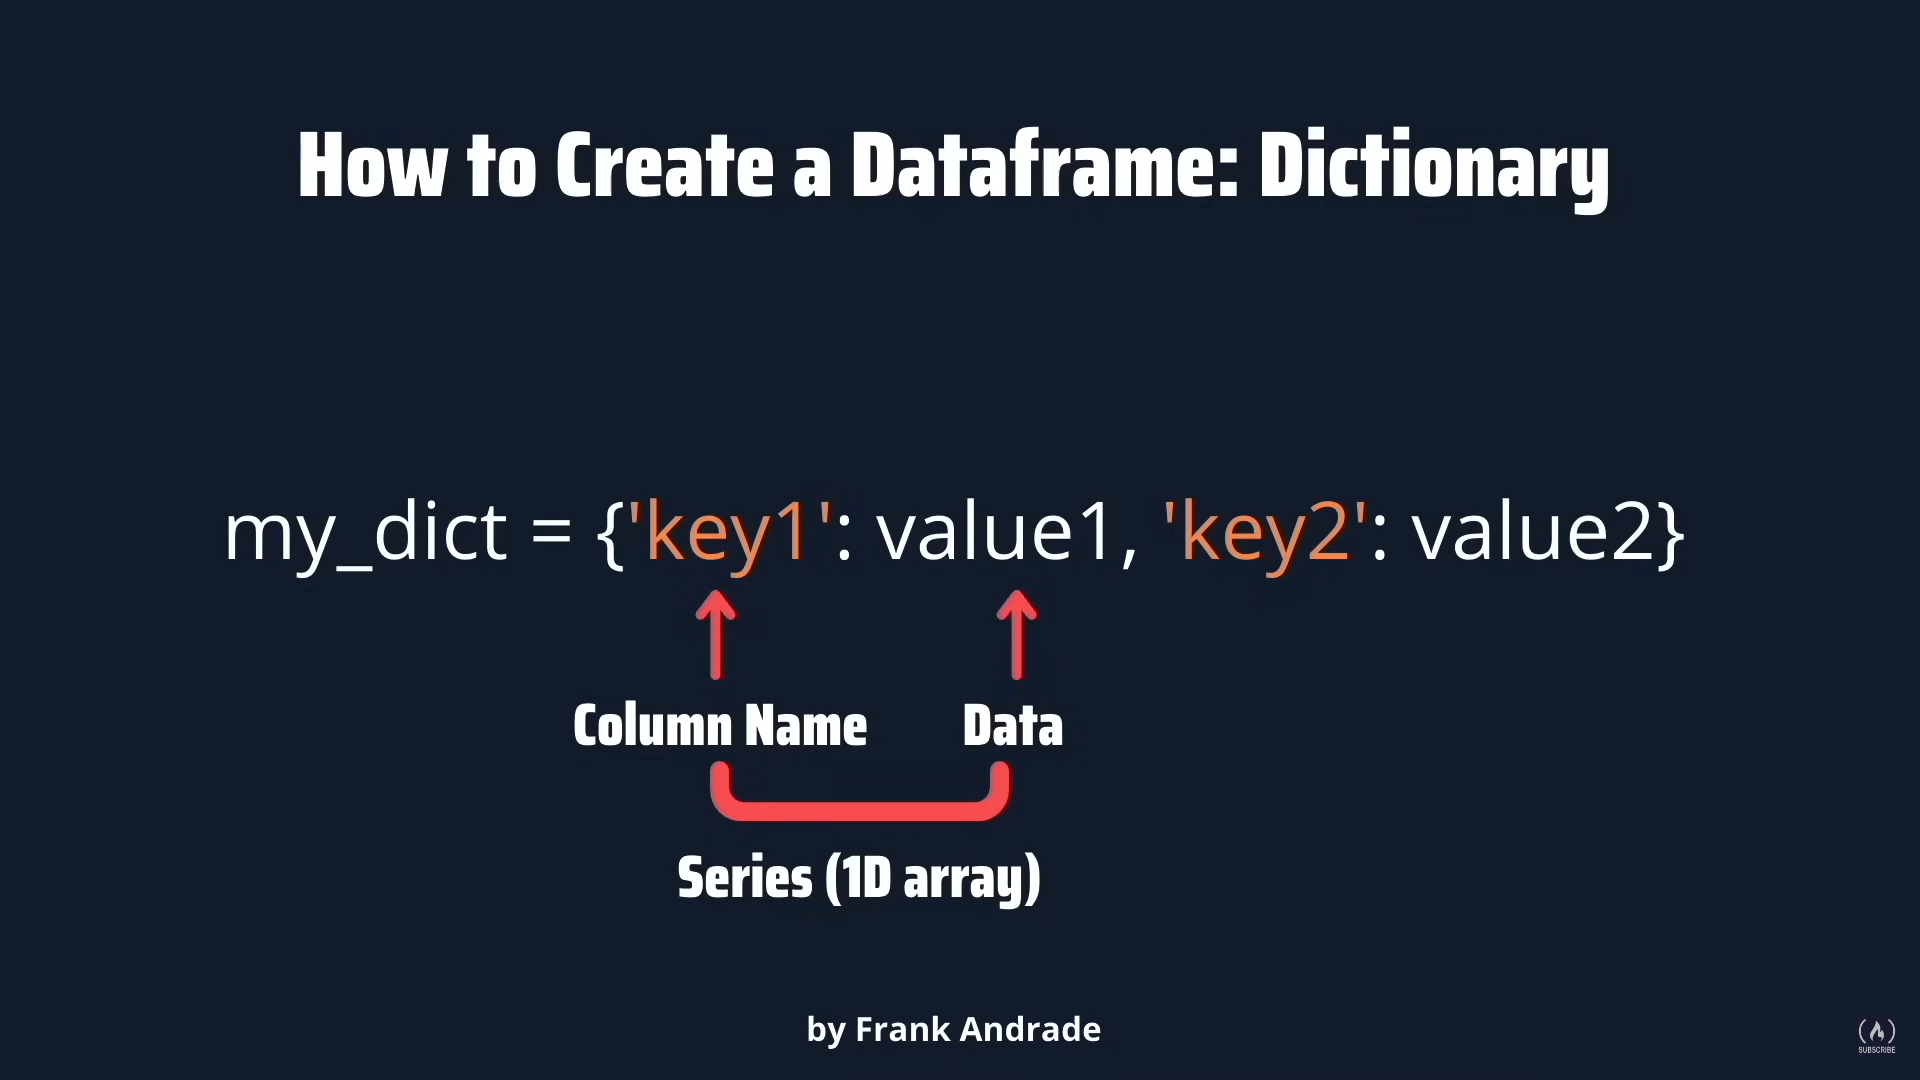 How to Create a Dataframe: Dictionary
my_dict = {'key1': value1, 'key2': value2}
Column Name Data
Series (1D array)
by Frank Andrade
SUBSCRIBE